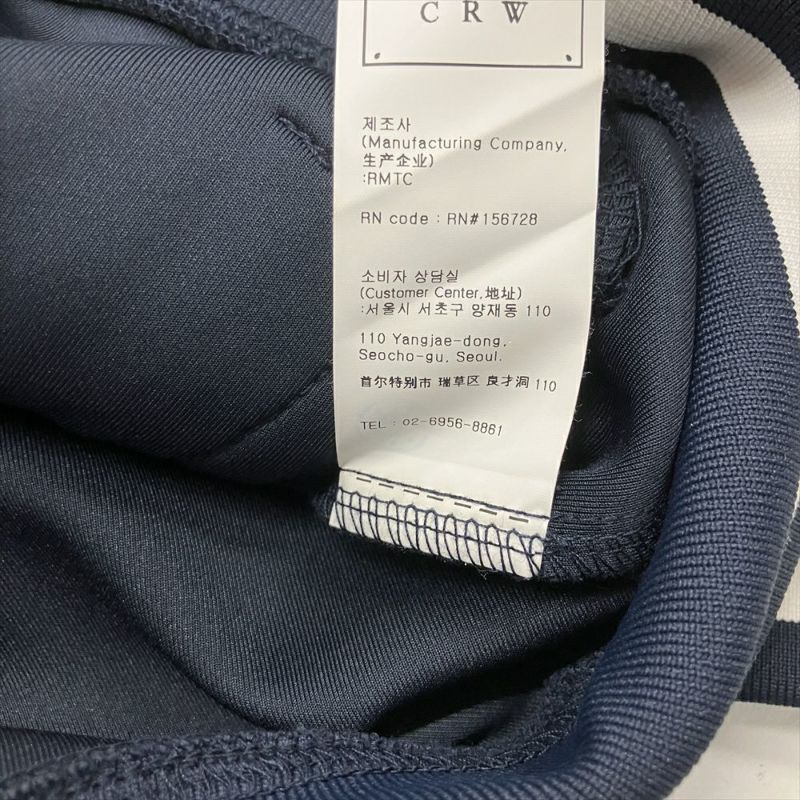 CRW
제조사
(Manufacturing Company,
生产企业)
:RMTC
RN code : RN#156728
소비자 상담실
(Customer Center,地址)
:서울시 서초구 양재동 110
110 Yangjae-dong,
Seocho-gu, Seoul.
首尔特别市 瑞草区 良才洞 110
TEL : 02-6956-8861